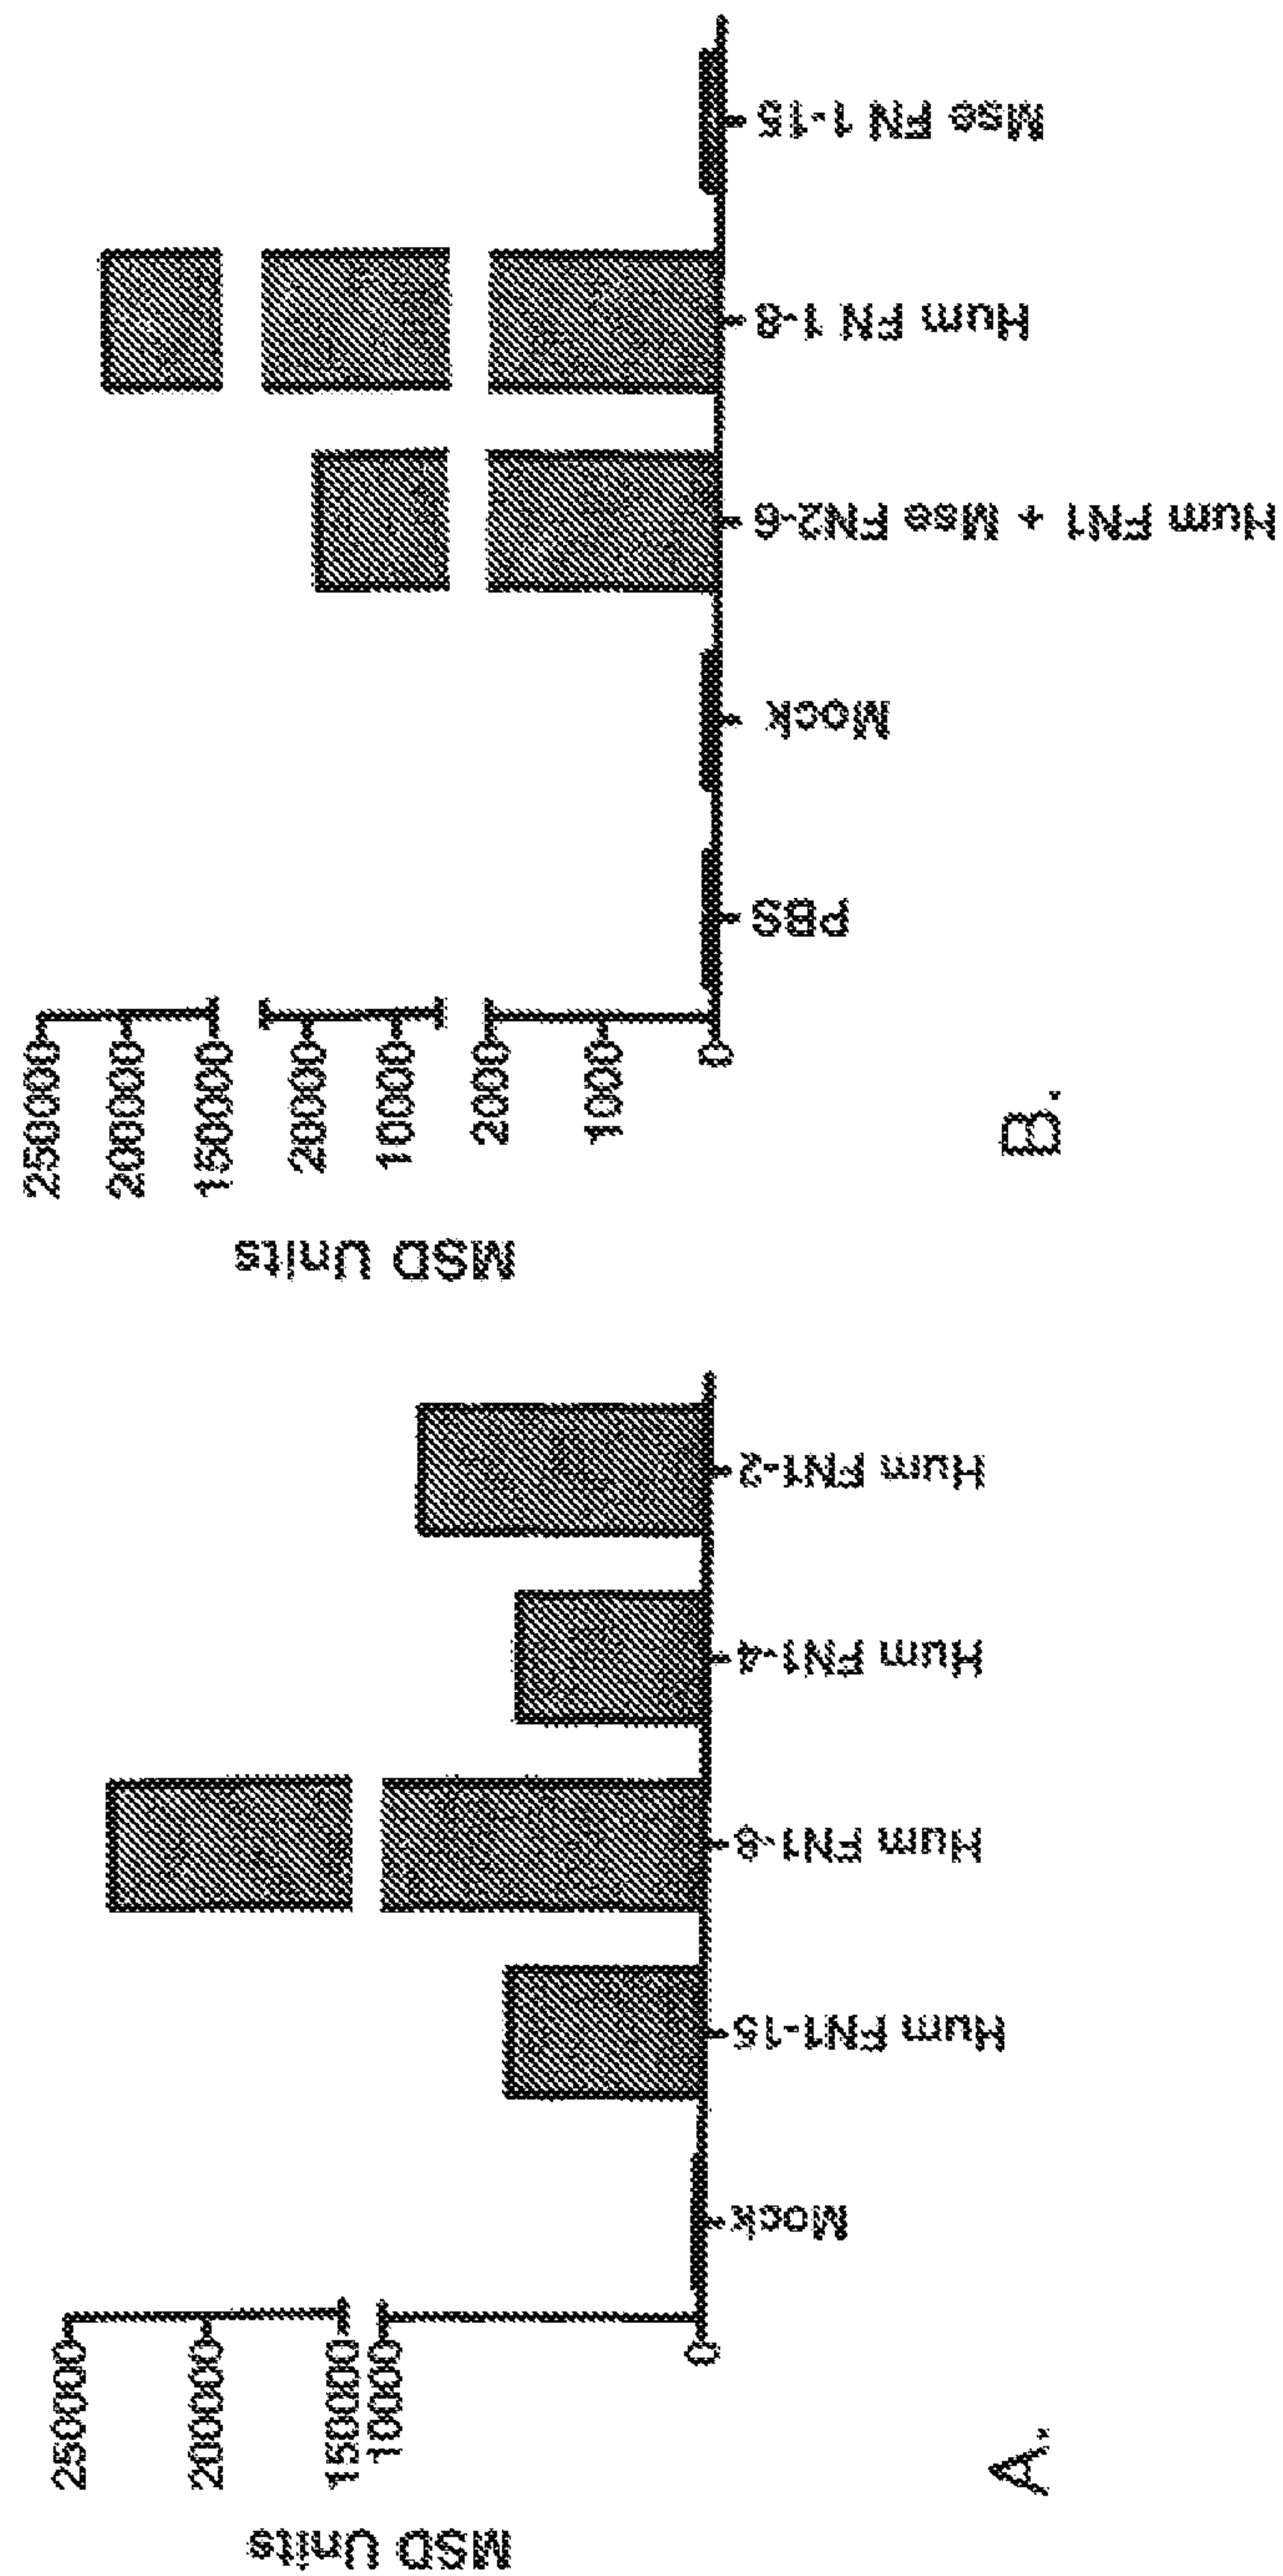 A.
MSD Units
250000
200000
150000
10000
0
Mock
Hum FN1-15
Hum FN1-8
Hum FN1-4
Hum FN1-2
B.
MSD Units
250000
200000
150000
20000
10000
2000
1000
0
PBS
Mock
Hum FN1 + Mse FN2-6
Hum FN 1-8
Mse FN 1-15